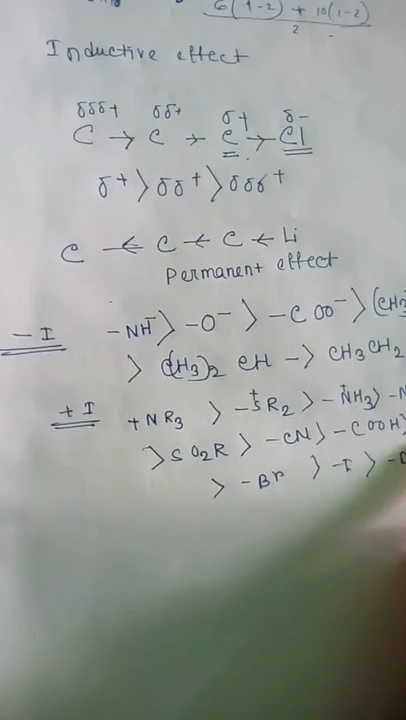 6(1-2) + 10(1-2)
2
Inductive effect
δδδ+ δδ+ δ+ δ-
C → C → C → Cl
δ+ > δδ+ > δδδ+
C ← C ← C ← Li
Permanent effect
-I -NH⁻ > -O⁻ > -COO⁻ > (CH3
> (CH3)2 CH -> CH3CH2
+I +NR3 > -S⁺R2 > -N⁺H3 > -N
> SO2R > -CN > -COOH >
> -Br > -I >